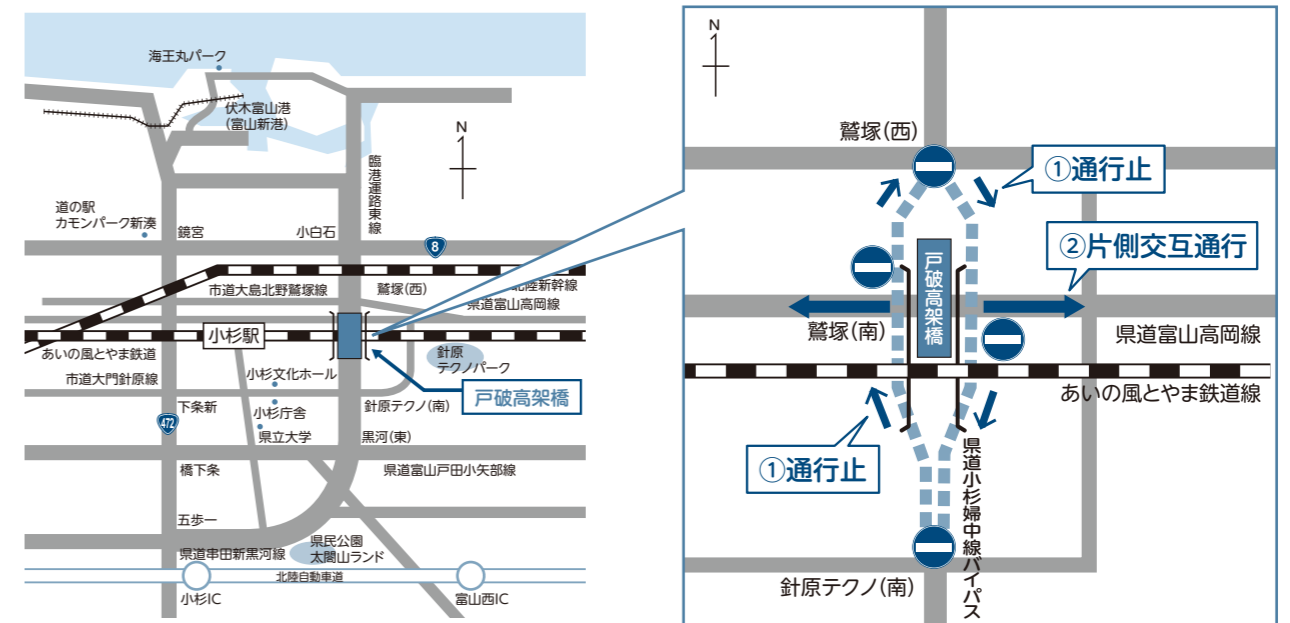 海王丸パーク
伏木富山港
(富山新港)
N
臨港運路東線
道の駅
カモンパーク新湊
鏡宮
小白石
8
市道大島北野鷲塚線
鷲塚(西)
北陸新幹線
県道富山高岡線
小杉駅
あいの風とやま鉄道
市道大門針原線
小杉文化ホール
針原
テクノパーク
戸破高架橋
下条新
小杉庁舎
針原テクノ(南)
472
県立大学
黒河(東)
橋下条
県道富山戸田小矢部線
五歩一
県道串田新黒河線
県民公園
太閤山ランド
北陸自動車道
小杉IC
富山西IC
N
鷲塚(西)
①通行止
②片側交互通行
戸破高架橋
鷲塚(南)
県道富山高岡線
あいの風とやま鉄道線
①通行止
県道小杉婦中線バイパス
針原テクノ(南)